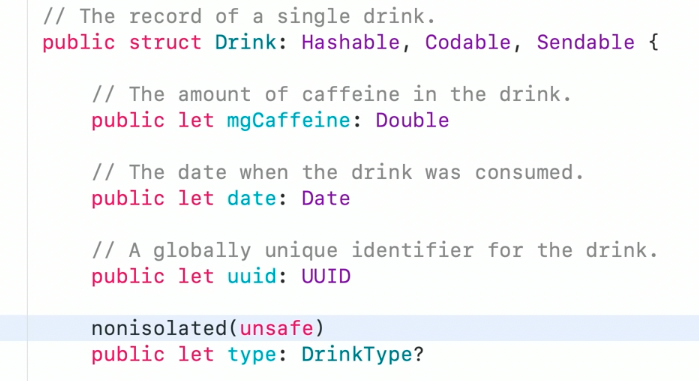 // The record of a single drink.
public struct Drink: Hashable, Codable, Sendable {
// The amount of caffeine in the drink.
public let mgCaffeine: Double
// The date when the drink was consumed.
public let date: Date
// A globally unique identifier for the drink.
public let uuid: UUID
nonisolated(unsafe)
public let type: DrinkType?